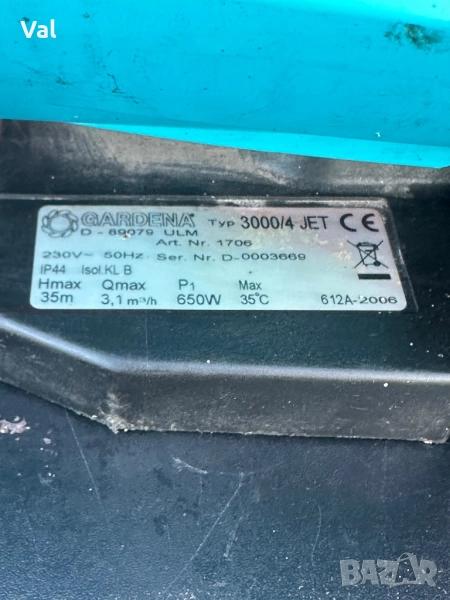 Val
GARDENA Typ 3000/4 JET CE
D - 89079 ULM
Art. Nr. 1706
230V~ 50Hz Ser. Nr. D-0003669
IP44 Isol.KL B
Hmax Qmax P1 Max
35m 3,1 m³/h 650W 35°C 612A-2006
BAZAR